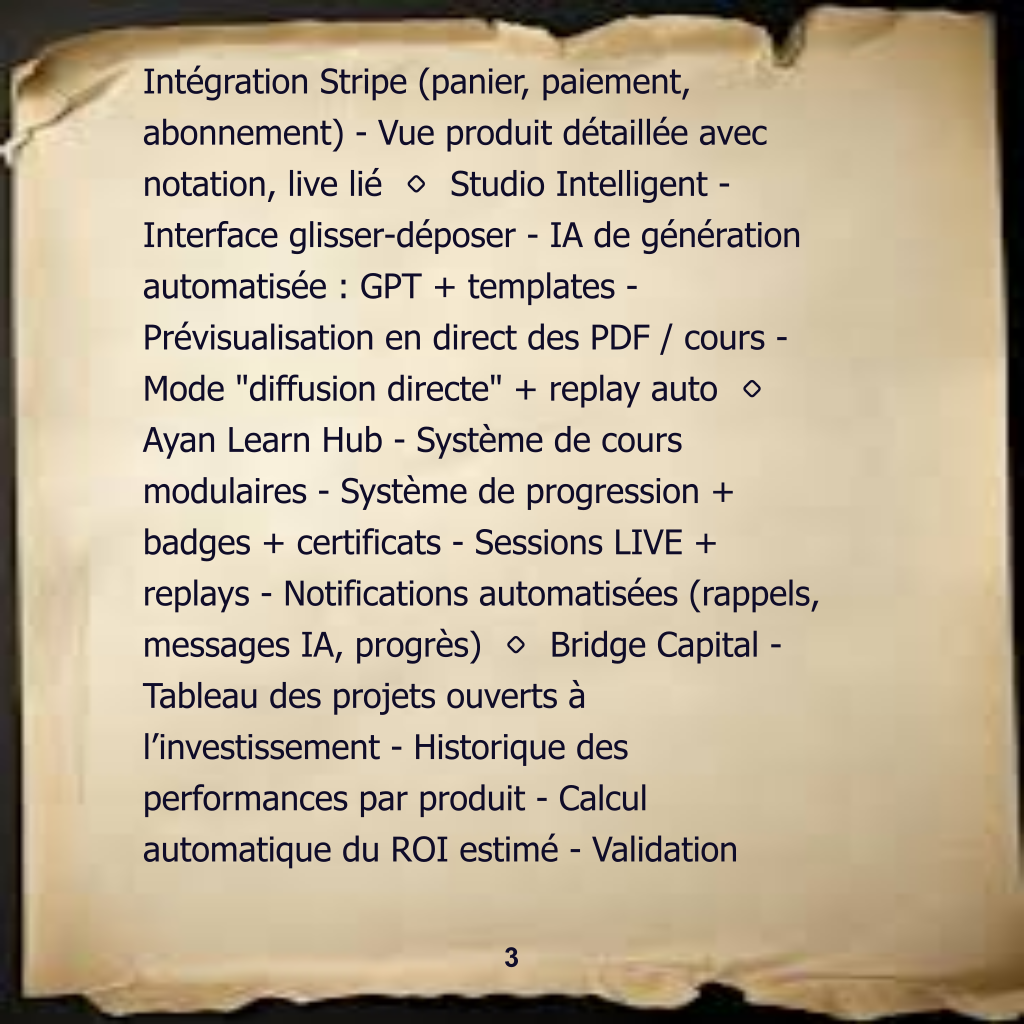 Intégration Stripe (panier, paiement,
abonnement) - Vue produit détaillée avec
notation, live lié ◇ Studio Intelligent -
Interface glisser-déposer - IA de génération
automatisée : GPT + templates -
Prévisualisation en direct des PDF / cours -
Mode "diffusion directe" + replay auto ◇
Ayan Learn Hub - Système de cours
modulaires - Système de progression +
badges + certificats - Sessions LIVE +
replays - Notifications automatisées (rappels,
messages IA, progrès) ◇ Bridge Capital -
Tableau des projets ouverts à
l’investissement - Historique des
performances par produit - Calcul
automatique du ROI estimé - Validation
3